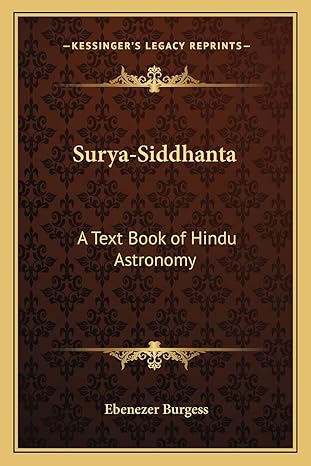 —KESSINGER'S LEGACY REPRINTS—
Surya-Siddhanta
A Text Book of Hindu
Astronomy
Ebenezer Burgess